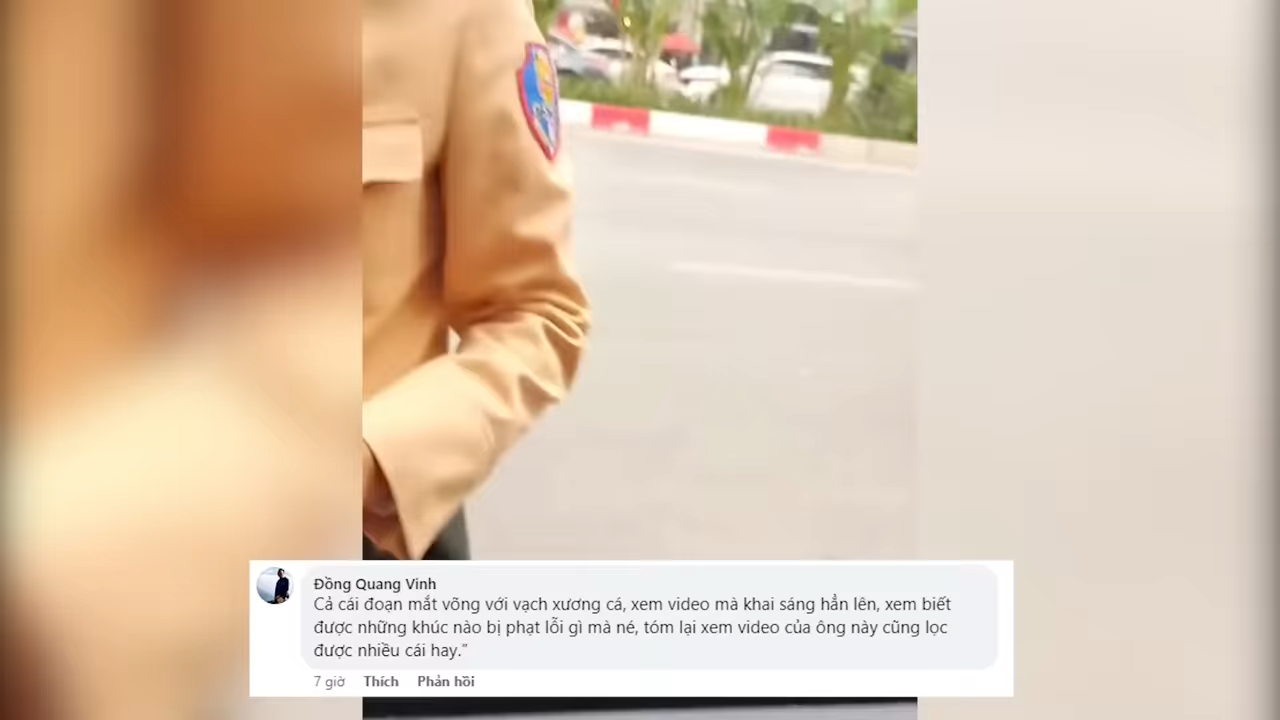 Đồng Quang Vinh
Cả cái đoạn mắt võng với vạch xương cá, xem video mà khai sáng hẳn lên, xem biết
được những khúc nào bị phạt lỗi gì mà né, tóm lại xem video của ông này cũng lọc
được nhiều cái hay.”
7 giờ Thích Phản hồi